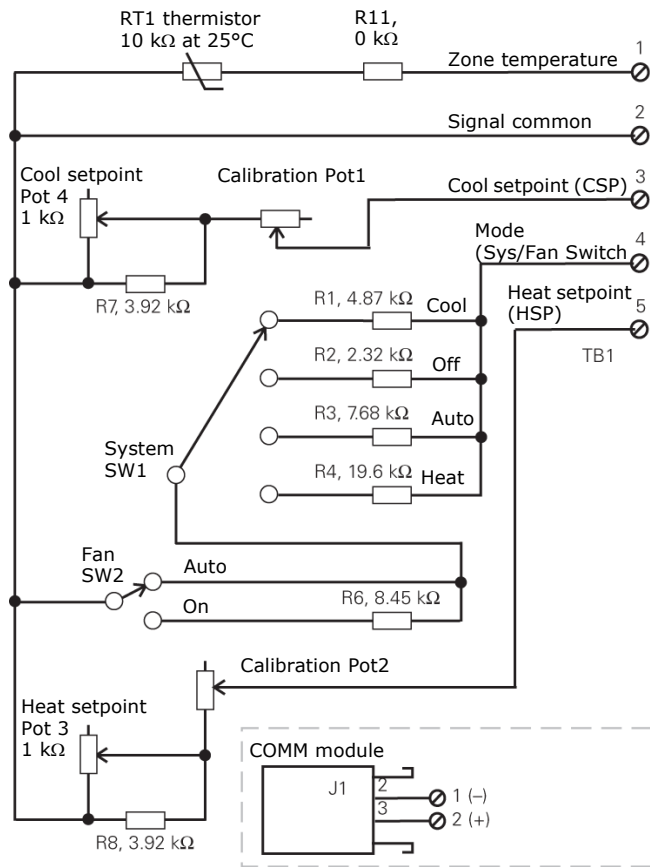 RT1 thermistor
10 kΩ at 25°C
R11,
0 kΩ
Zone temperature
1
Signal common
2
Cool setpoint
Pot 4
1 kΩ
Calibration Pot1
Cool setpoint (CSP)
3
R7, 3.92 kΩ
Mode
(Sys/Fan Switch
4
Heat setpoint
(HSP)
5
TB1
R1, 4.87 kΩ
Cool
R2, 2.32 kΩ
Off
R3, 7.68 kΩ
Auto
R4, 19.6 kΩ
Heat
System
SW1
Fan
SW2
Auto
On
R6, 8.45 kΩ
Calibration Pot2
Heat setpoint
Pot 3
1 kΩ
R8, 3.92 kΩ
COMM module
J1
2
1 (–)
3
2 (+)